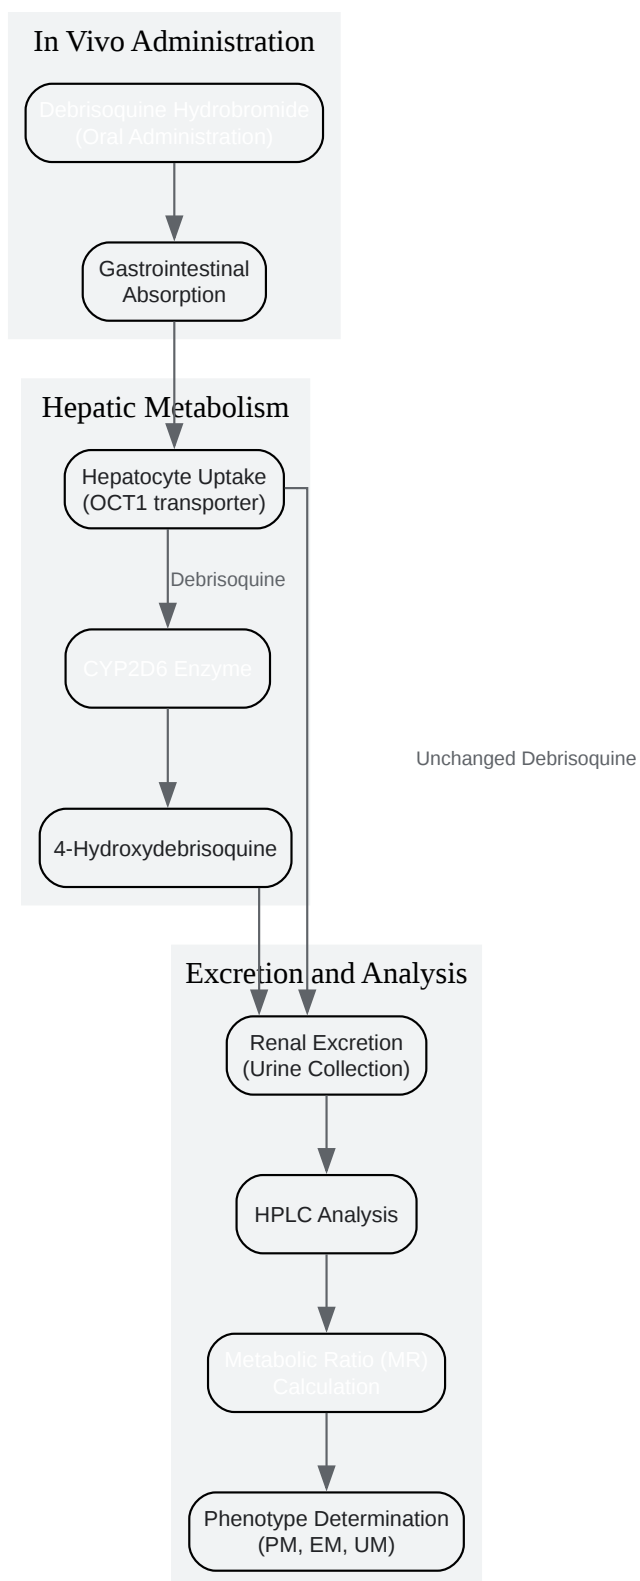 In Vivo Administration
Debrisoquine Hydrobromide
(Oral Administration)
Gastrointestinal
Absorption
Hepatic Metabolism
Hepatocyte Uptake
(OCT1 transporter)
Debrisoquine
CYP2D6 Enzyme
Unchanged Debrisoquine
4-Hydroxydebrisoquine
Excretion and Analysis
Renal Excretion
(Urine Collection)
HPLC Analysis
Metabolic Ratio (MR)
Calculation
Phenotype Determination
(PM, EM, UM)